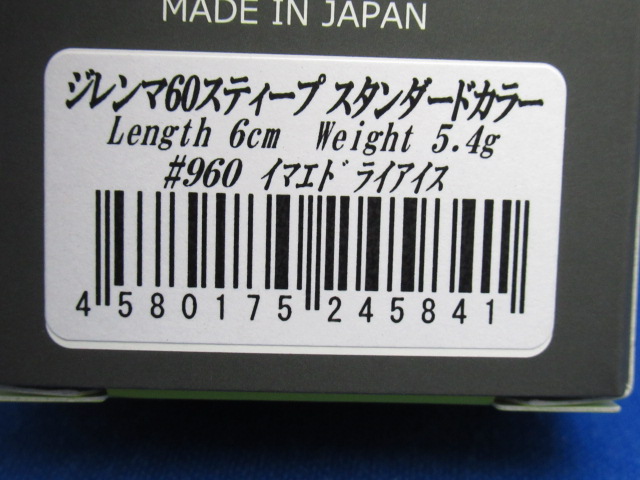 MADE IN JAPAN
ジレンマ60スティープ スタンダードカラー
Length 6cm Weight 5.4g
#960 イマエドﾞライアイス
4 580175 245841